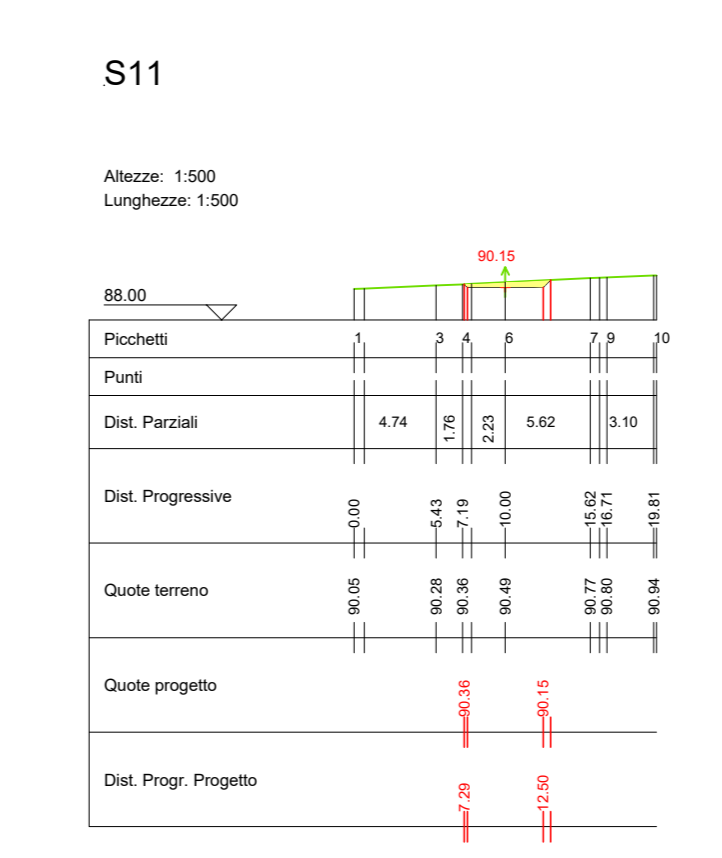 S11
Altezze: 1:500
Lunghezze: 1:500
90.15
88.00
Picchetti 1 3 4 6 7 9 10
Punti
Dist. Parziali 4.74 1.76 2.23 5.62 3.10
Dist. Progressive 0.00 5.43 7.19 10.00 15.62 16.71 19.81
Quote terreno 90.05 90.28 90.36 90.49 90.77 90.80 90.94
Quote progetto 90.36 90.15
Dist. Progr. Progetto 7.29 12.50